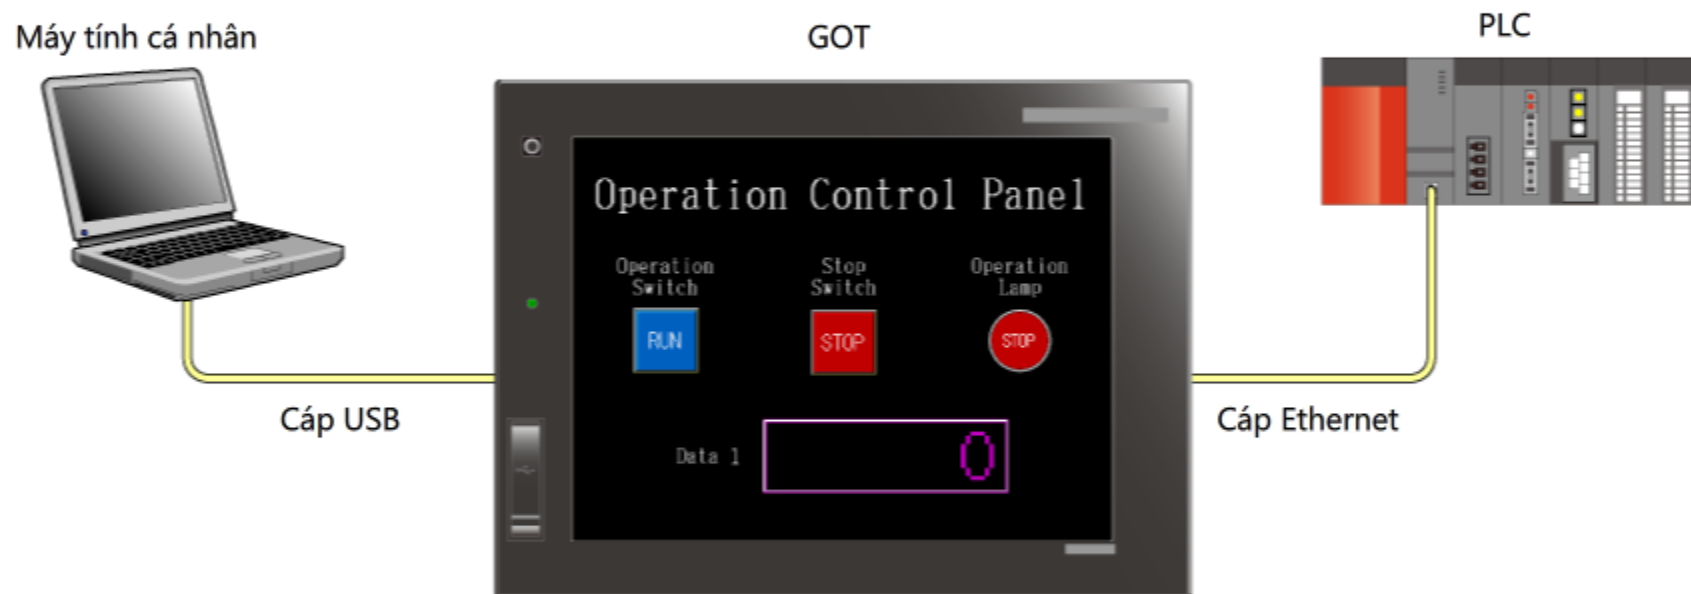 Máy tính cá nhân
GOT
PLC
Operation Control Panel
Operation
Switch
Stop
Switch
Operation
Lamp
RUN
STOP
STOP
Data 1
0
Cáp USB
Cáp Ethernet